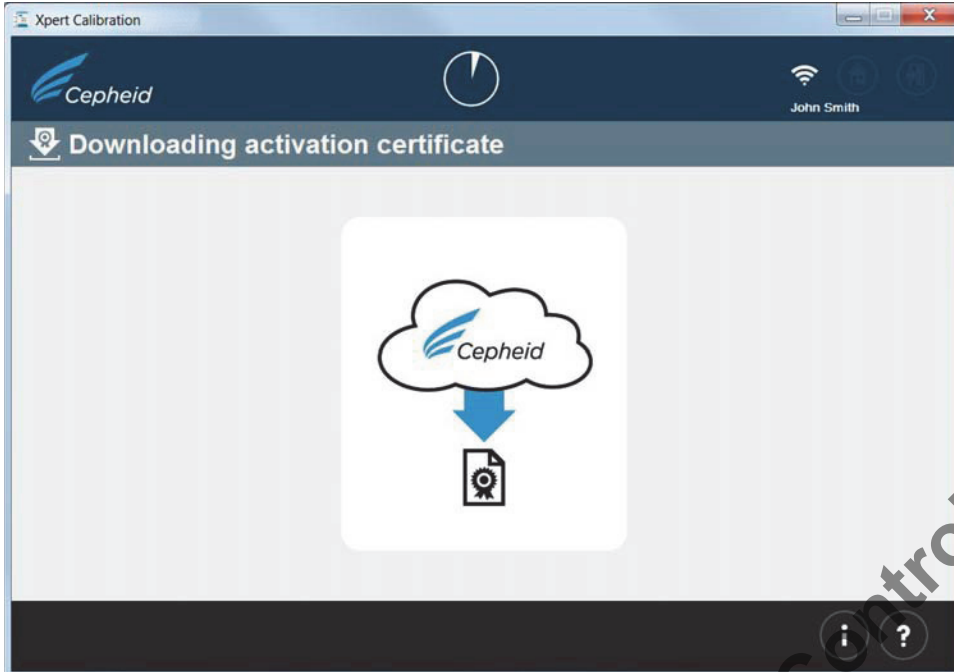 Xpert Calibration
Cepheid
John Smith
Downloading activation certificate
Cepheid
i ?